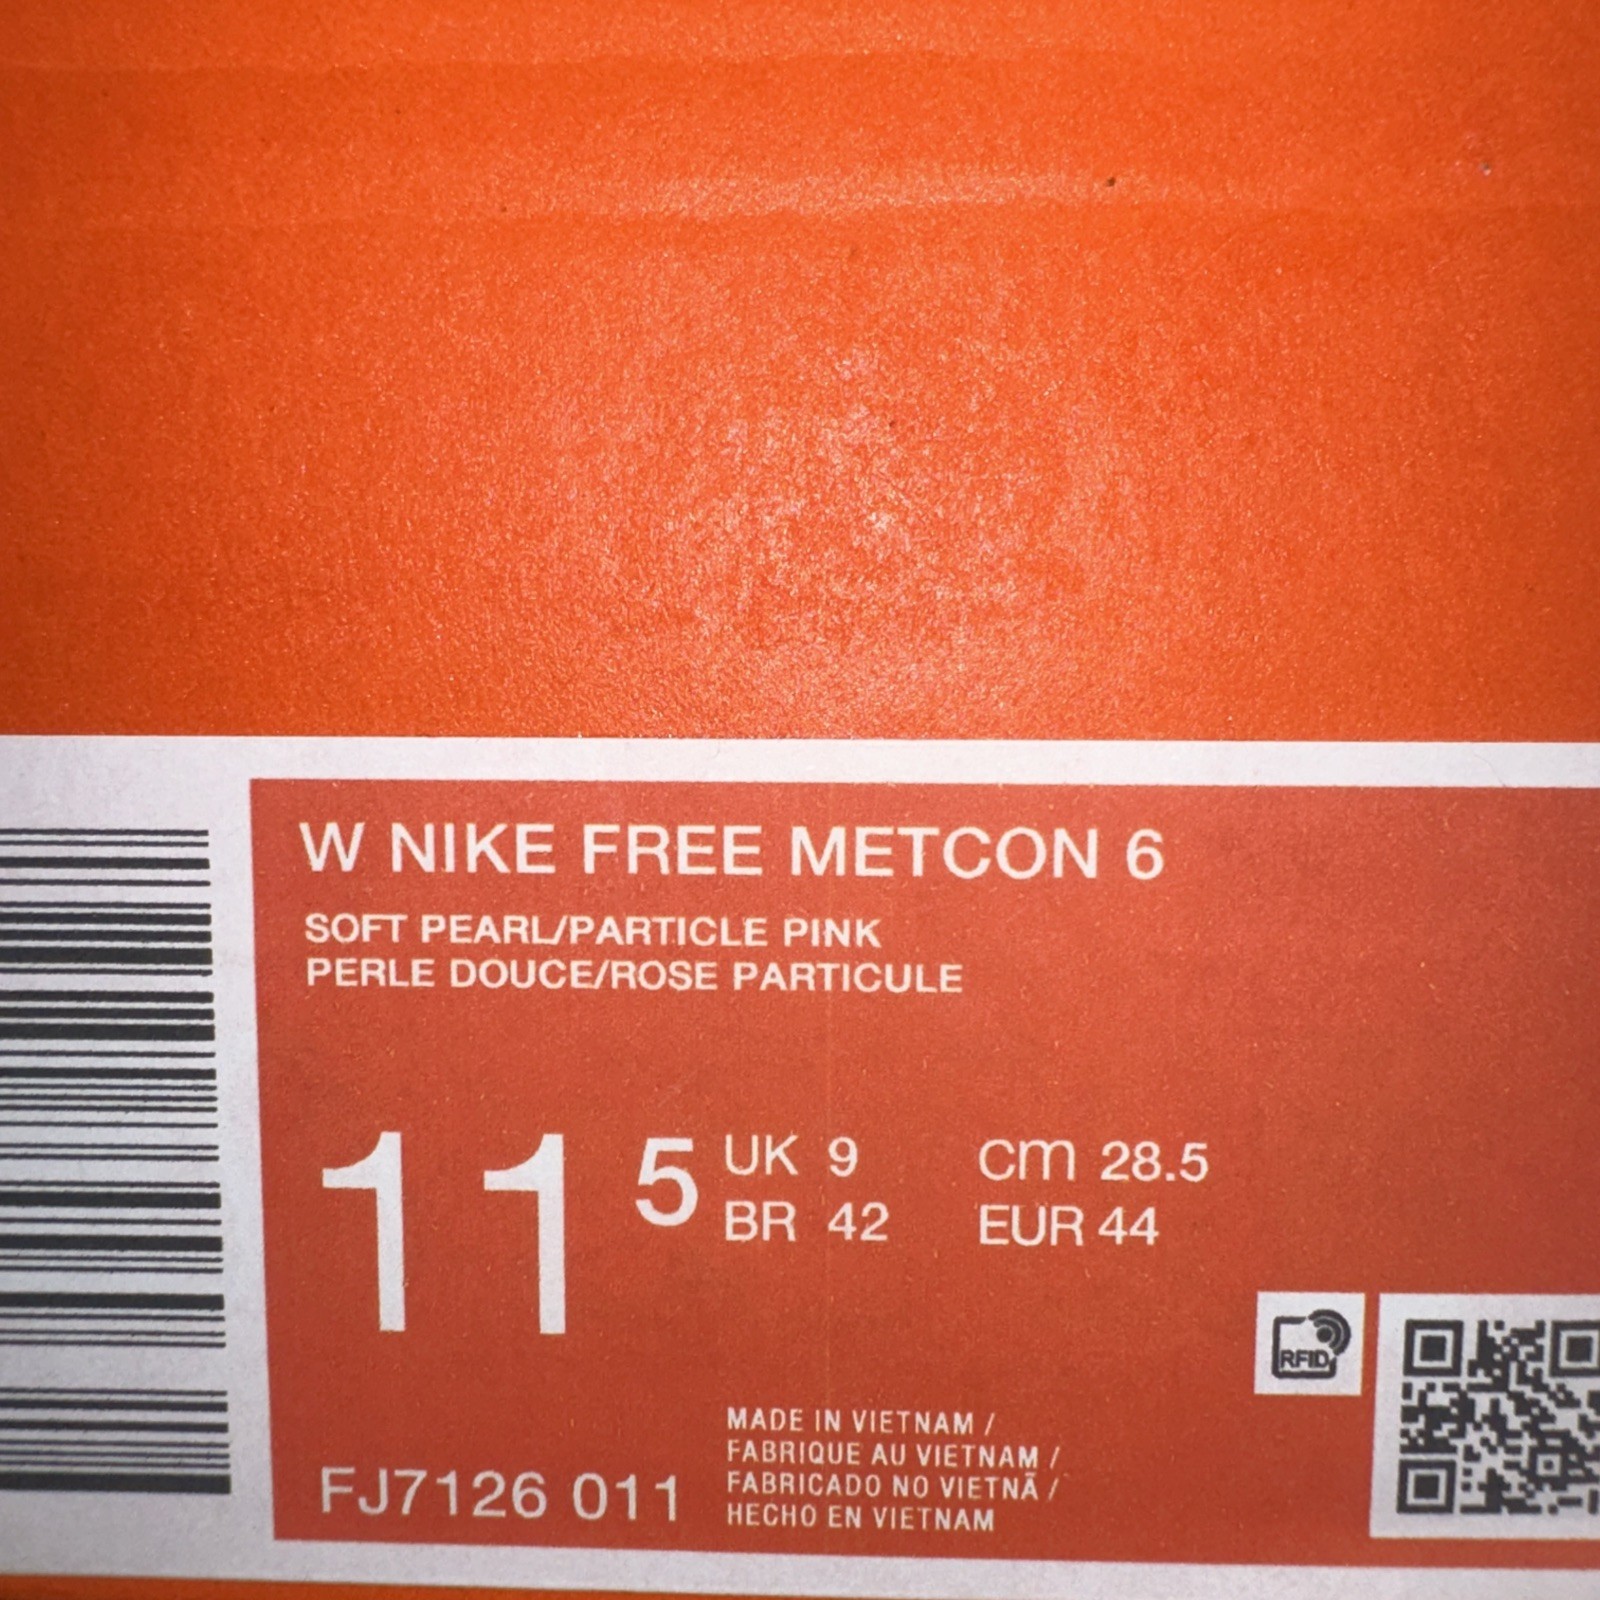 W NIKE FREE METCON 6
SOFT PEARL/PARTICLE PINK
PERLE DOUCE/ROSE PARTICULE
11 5
UK 9
cm 28.5
BR 42
EUR 44
RFID
FJ7126 011
MADE IN VIETNAM /
FABRIQUE AU VIETNAM /
FABRICADO NO VIETNÃ /
HECHO EN VIETNAM